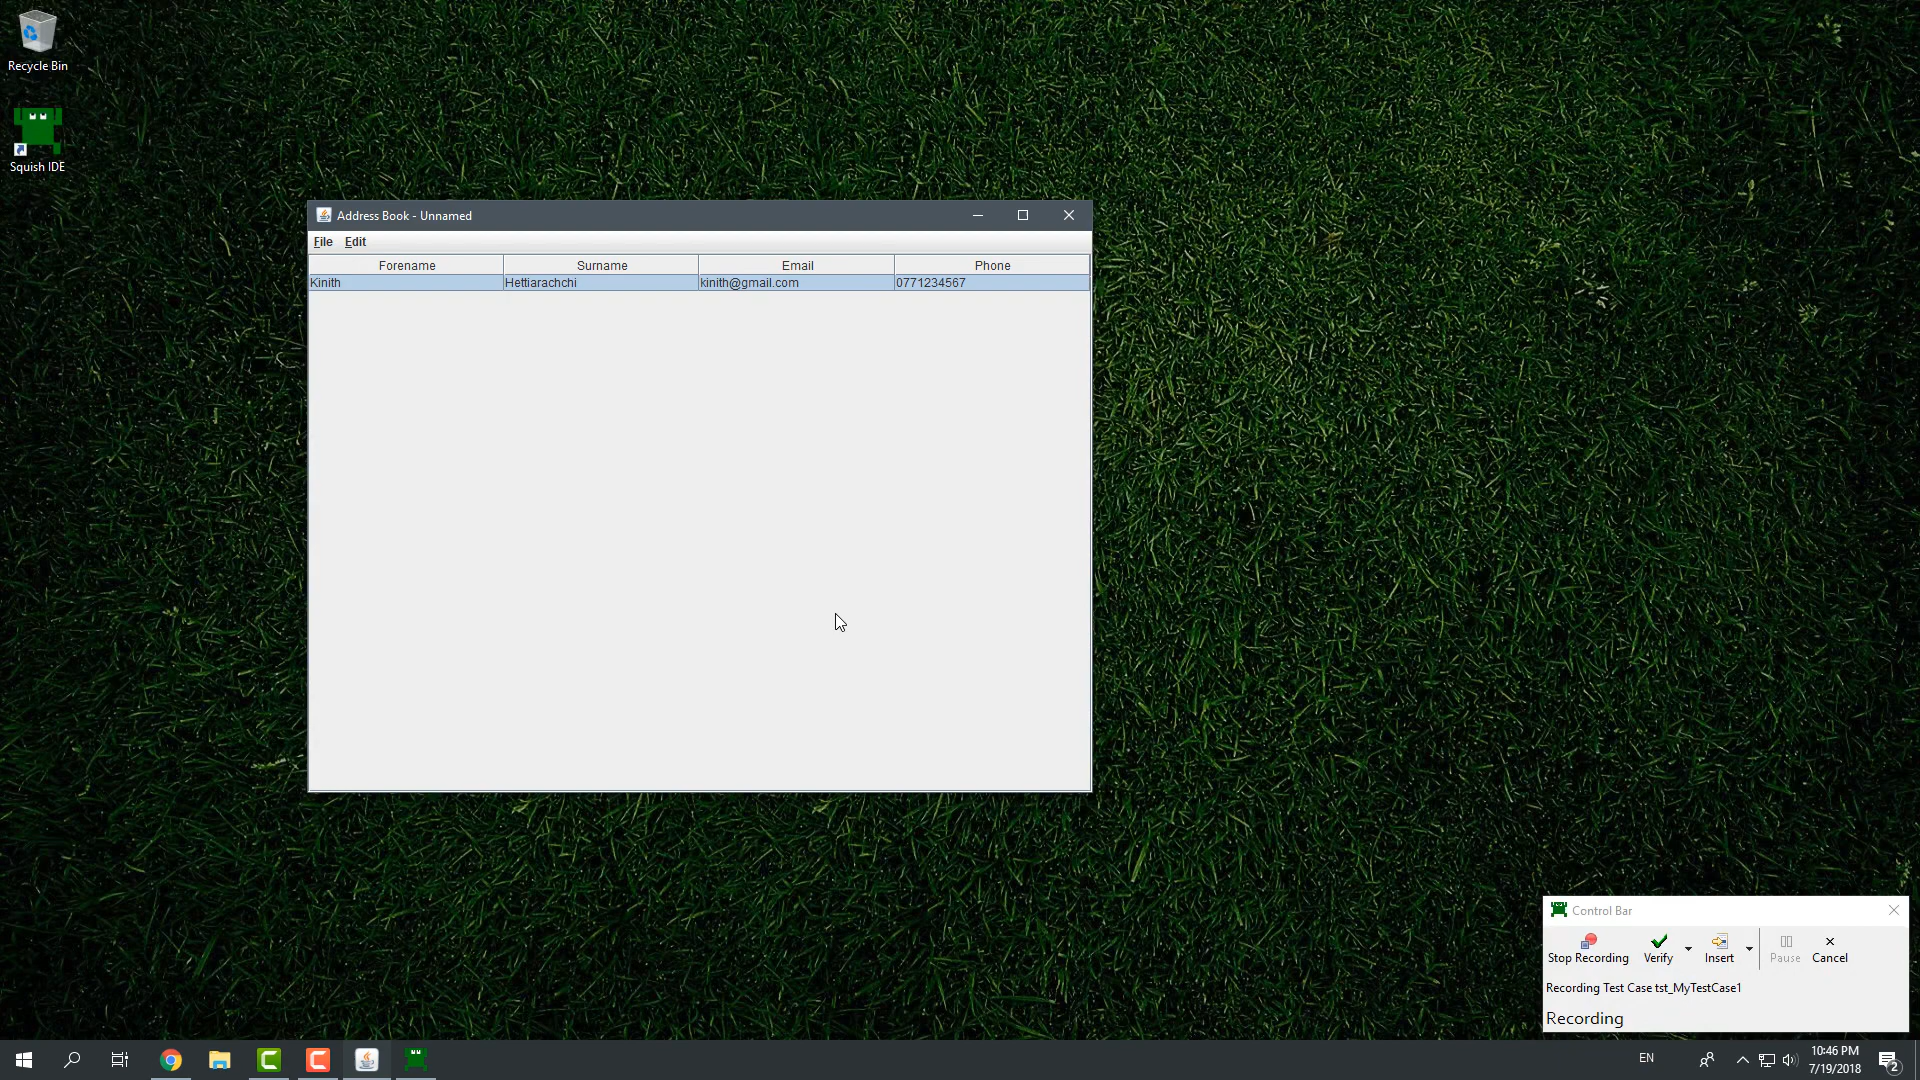 Recycle Bin
Squish IDE
Address Book - Unnamed
File Edit
Forename Surname Email Phone
Kinith Hettiarachchi kinith@gmail.com 0771234567
Control Bar
Stop Recording Verify Insert Pause Cancel
Recording Test Case tst_MyTestCase1
Recording
EN
10:46 PM
7/19/2018
2